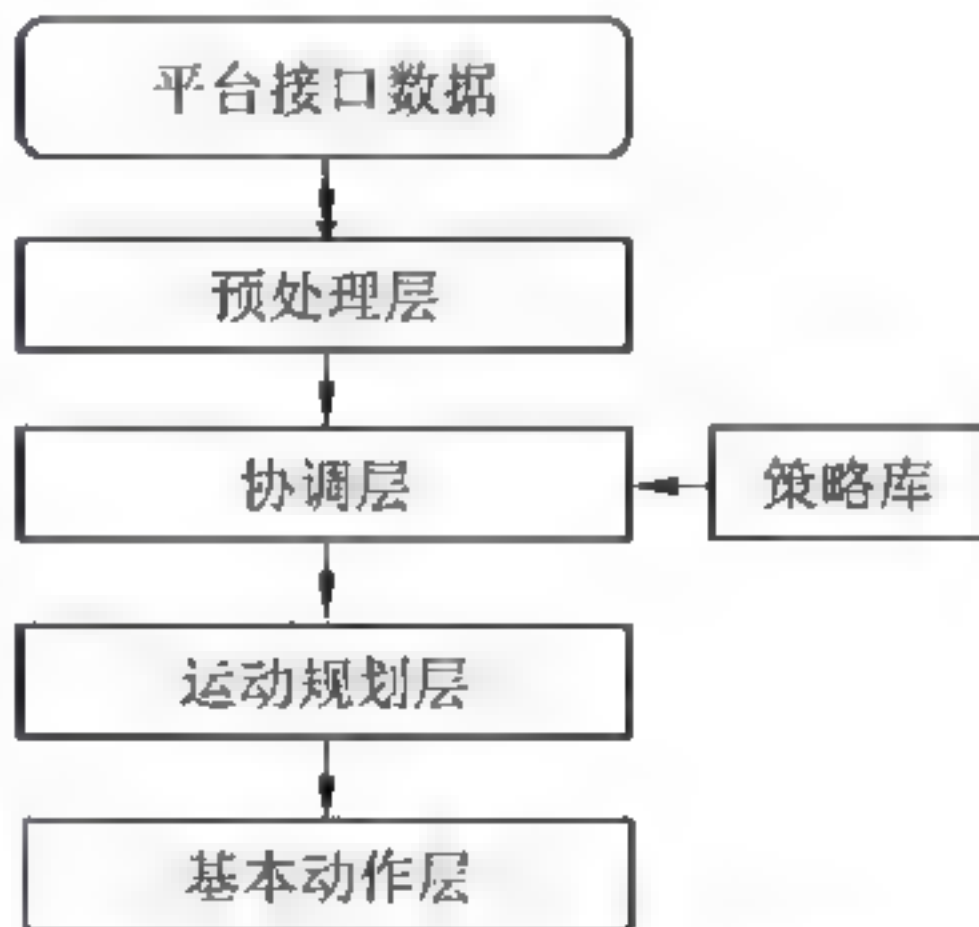 平台接口数据
预处理层
协调层
策略库
运动规划层
基本动作层